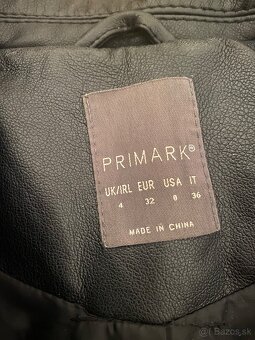 PRIMARK®
UK/IRL EUR USA IT
4 32 0 36
MADE IN CHINA
bazos.sk